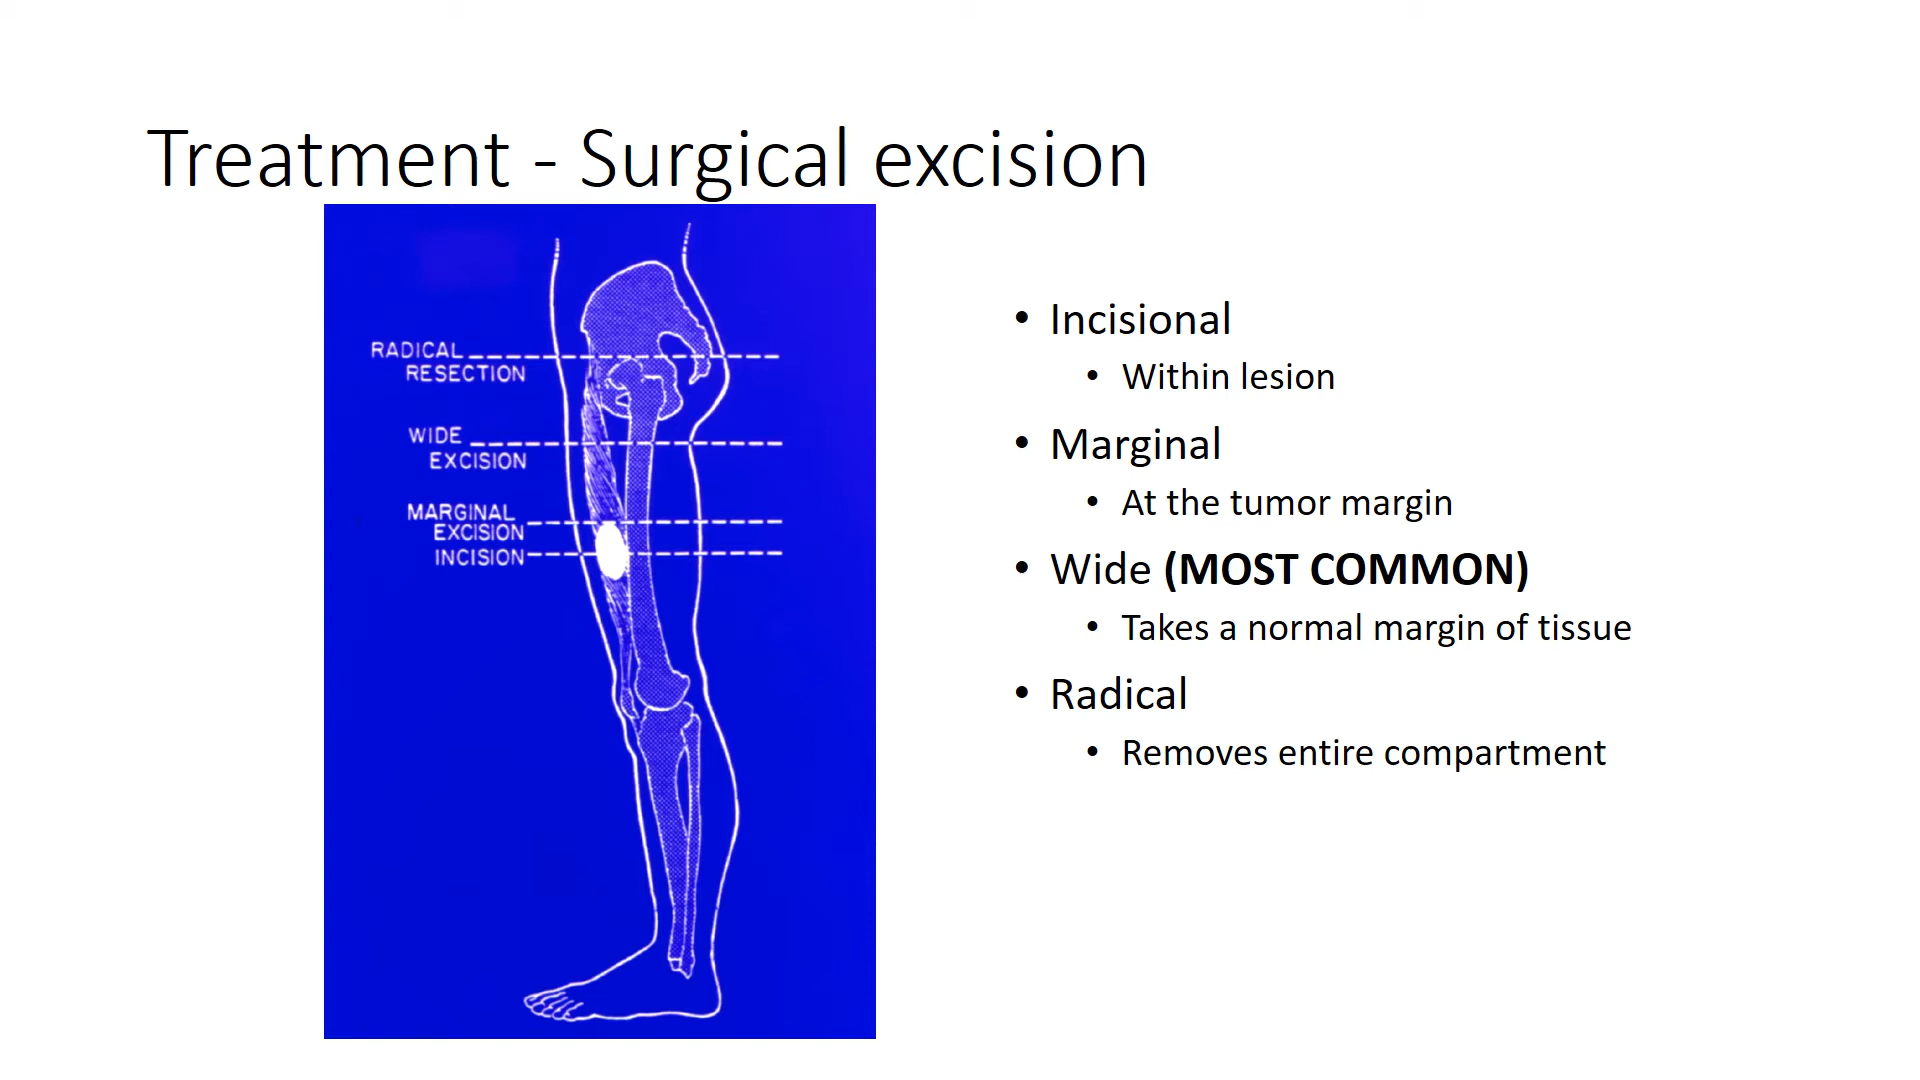 Treatment - Surgical excision
RADICAL
RESECTION
WIDE
EXCISION
MARGINAL
EXCISION
INCISION
• Incisional
• Within lesion
• Marginal
• At the tumor margin
• Wide (MOST COMMON)
• Takes a normal margin of tissue
• Radical
• Removes entire compartment